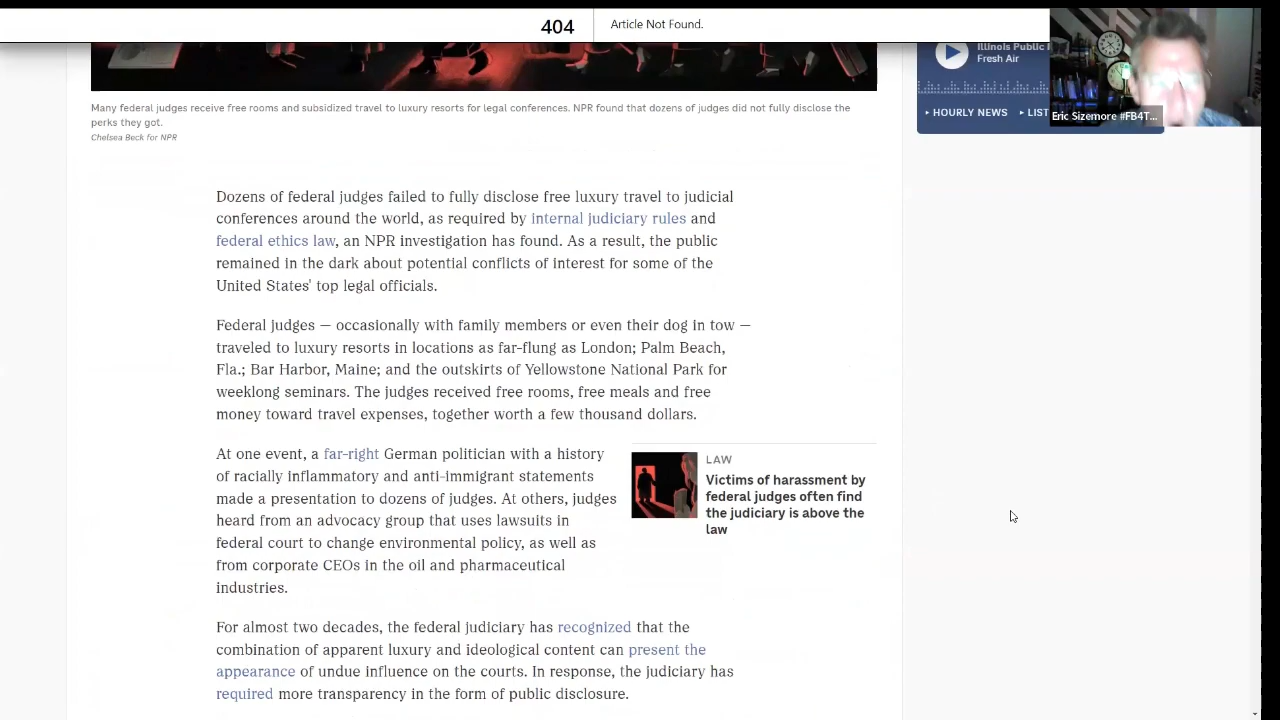 404
Article Not Found.
Illinois Public
Fresh Air
▸ HOURLY NEWS ▸ LIST
Eric Sizemore #FB4T...
Many federal judges receive free rooms and subsidized travel to luxury resorts for legal conferences. NPR found that dozens of judges did not fully disclose the
perks they got.
Chelsea Beck for NPR
Dozens of federal judges failed to fully disclose free luxury travel to judicial
conferences around the world, as required by internal judiciary rules and
federal ethics law, an NPR investigation has found. As a result, the public
remained in the dark about potential conflicts of interest for some of the
United States' top legal officials.
Federal judges — occasionally with family members or even their dog in tow —
traveled to luxury resorts in locations as far-flung as London; Palm Beach,
Fla.; Bar Harbor, Maine; and the outskirts of Yellowstone National Park for
weeklong seminars. The judges received free rooms, free meals and free
money toward travel expenses, together worth a few thousand dollars.
At one event, a far-right German politician with a history
of racially inflammatory and anti-immigrant statements
made a presentation to dozens of judges. At others, judges
heard from an advocacy group that uses lawsuits in
federal court to change environmental policy, as well as
from corporate CEOs in the oil and pharmaceutical
industries.
LAW
Victims of harassment by
federal judges often find
the judiciary is above the
law
For almost two decades, the federal judiciary has recognized that the
combination of apparent luxury and ideological content can present the
appearance of undue influence on the courts. In response, the judiciary has
required more transparency in the form of public disclosure.